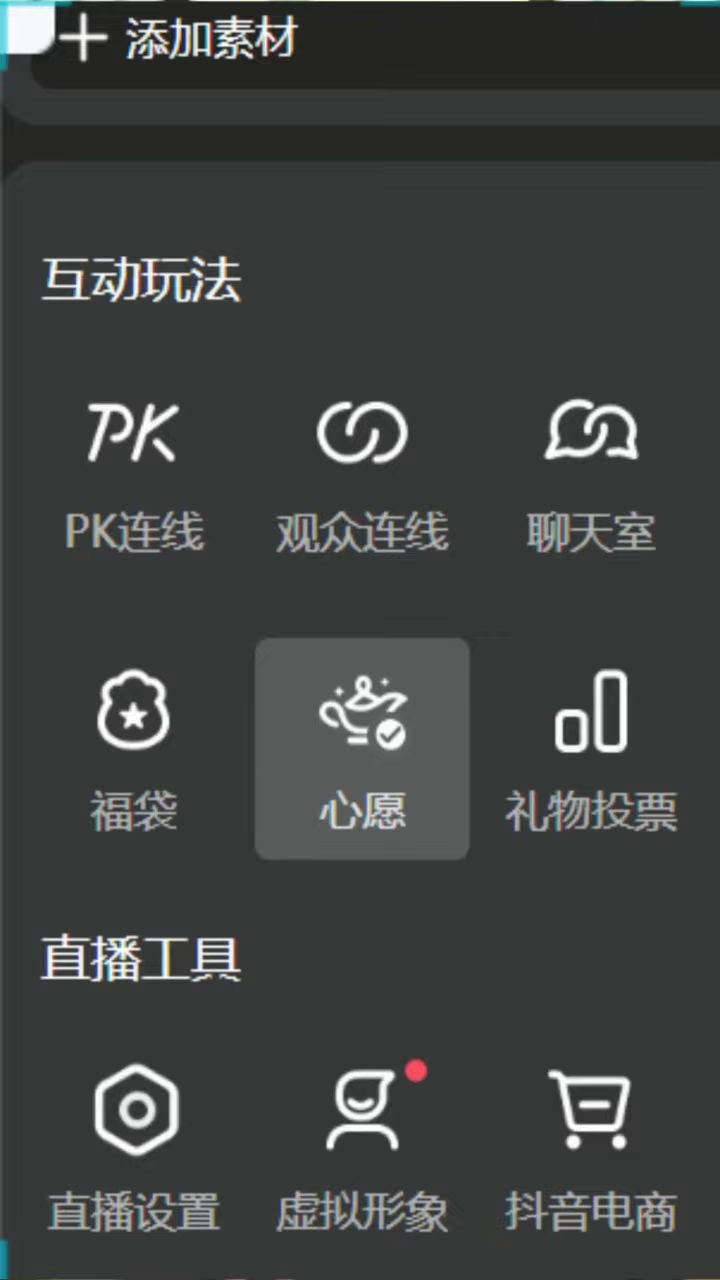 添加素材
互动玩法
PK
PK连线 观众连线 聊天室
福袋 心愿 礼物投票
直播工具
直播设置 虚拟形象 抖音电商